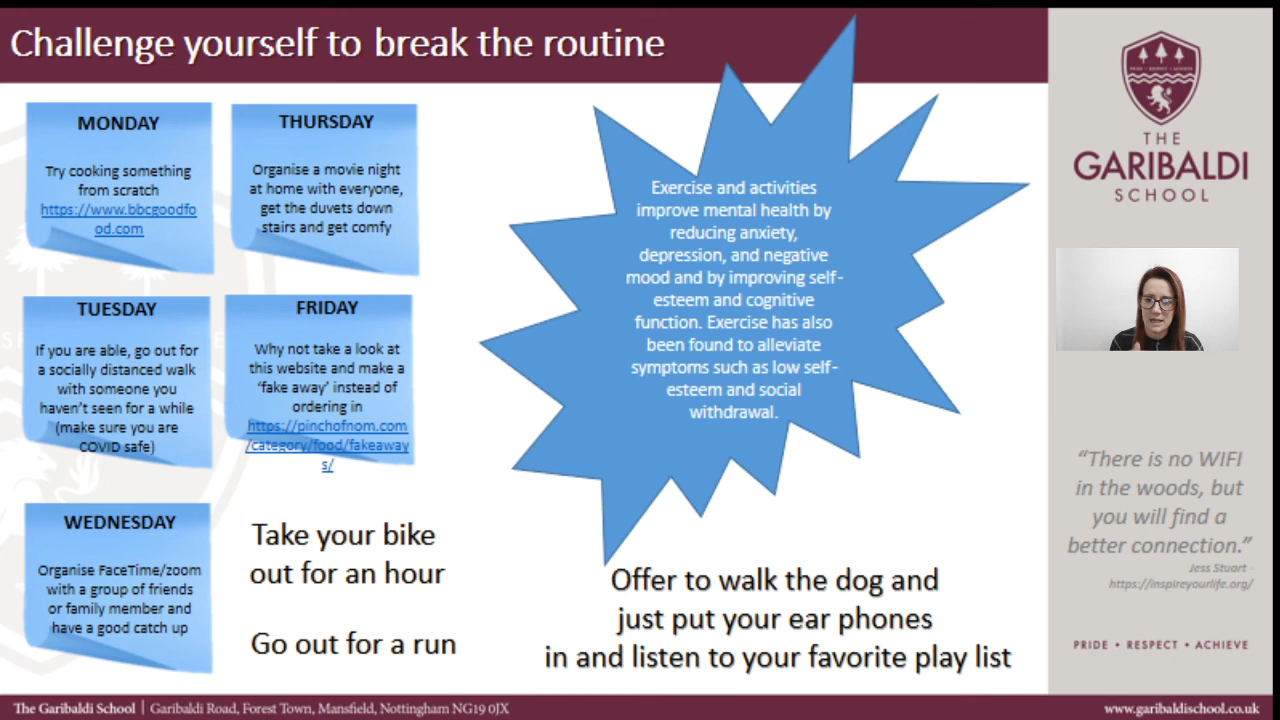 Challenge yourself to break the routine
MONDAY
Try cooking something
from scratch
https://www.bbcgoodfo
od.com
THURSDAY
Organise a movie night
at home with everyone,
get the duvets down
stairs and get comfy
TUESDAY
If you are able, go out for
a socially distanced walk
with someone you
haven't seen for a while
(make sure you are
COVID safe)
FRIDAY
Why not take a look at
this website and make a
'fake away' instead of
ordering in
https://pinchofnom.com
/category/food/fakeaway
s/
WEDNESDAY
Organise FaceTime/zoom
with a group of friends
or family member and
have a good catch up
Take your bike
out for an hour
Go out for a run
Exercise and activities
improve mental health by
reducing anxiety,
depression, and negative
mood and by improving self-
esteem and cognitive
function. Exercise has also
been found to alleviate
symptoms such as low self-
esteem and social
withdrawal.
Offer to walk the dog and
just put your ear phones
in and listen to your favorite play list
PRIDE • RESPECT • ACHIEVE
THE
GARIBALDI
SCHOOL
"There is no WIFI
in the woods, but
you will find a
better connection."
Jess Stuart -
https://inspireyourlife.org/
PRIDE • RESPECT • ACHIEVE
The Garibaldi School | Garibaldi Road, Forest Town, Mansfield, Nottingham NG19 0JX
www.garibaldischool.co.uk